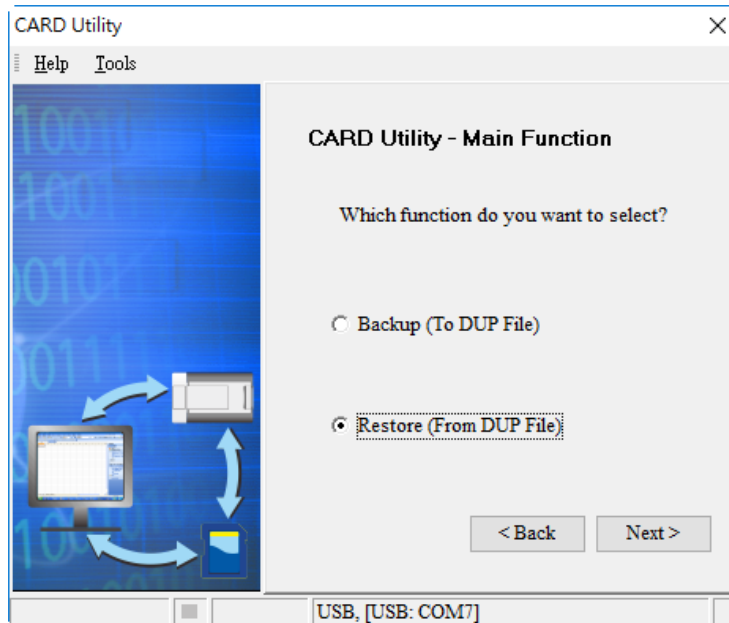 CARD Utility
Help Tools
CARD Utility - Main Function
Which function do you want to select?
Backup (To DUP File)
Restore (From DUP File)
< Back Next >
USB, [USB: COM7]